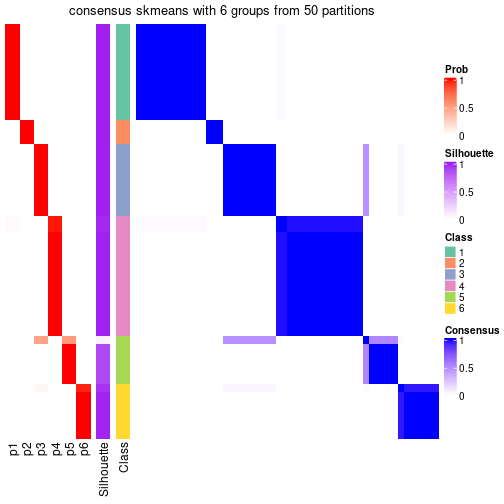 consensus skmeans with 6 groups from 50 partitions
Prob
1
0.5
0
Silhouette
1
0.5
0
Class
1
2
3
4
5
6
Consensus
1
0.5
0
p1
p2
p3
p4
p5
p6
Silhouette
Class